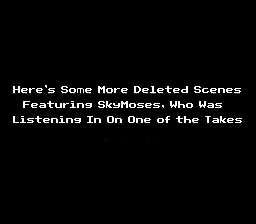 Here's Some More Deleted Scenes
Featuring SkyMoses, Who Was
Listening In On One of the Takes